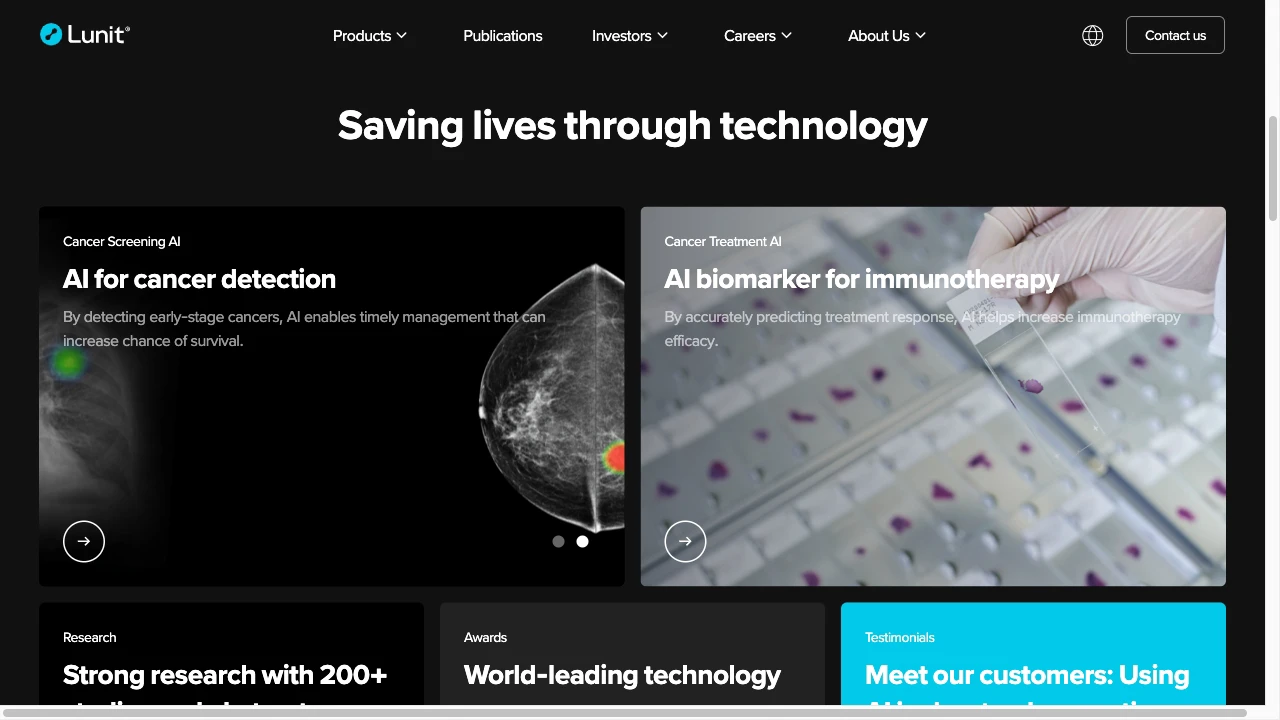 Lunit
Products
Publications
Investors
Careers
About Us
Contact us
Saving lives through technology
Cancer Screening AI
AI for cancer detection
By detecting early-stage cancers, AI enables timely management that can
increase chance of survival.
Cancer Treatment AI
AI biomarker for immunotherapy
By accurately predicting treatment response, AI helps increase immunotherapy
efficacy.
Research
Strong research with 200+
Awards
World-leading technology
Testimonials
Meet our customers: Using